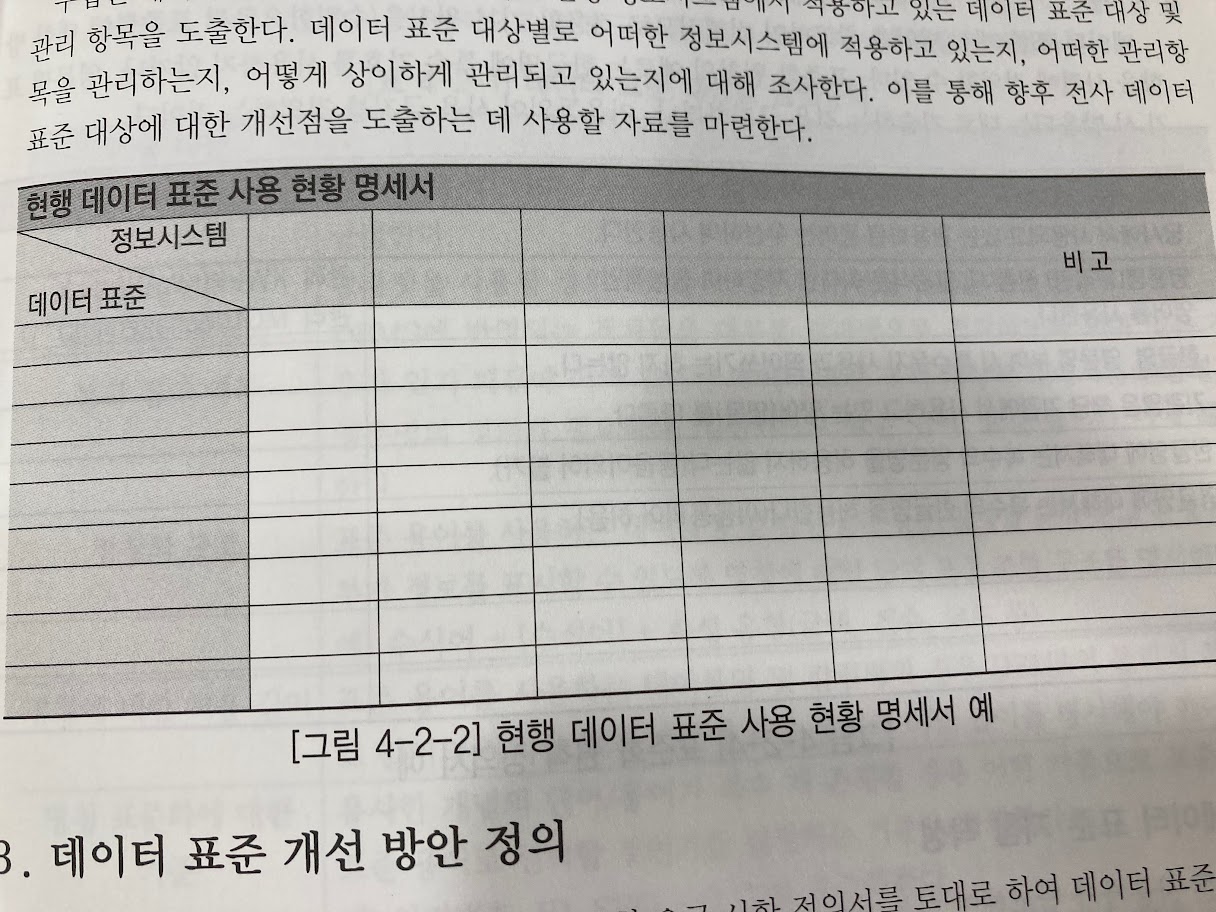 적용하고 있는 데이터 표준 대상 및
관리 항목을 도출한다. 데이터 표준 대상별로 어떠한 정보시스템에 적용하고 있는지, 어떠한 관리항
목을 관리하는지, 어떻게 상이하게 관리되고 있는지에 대해 조사한다. 이를 통해 향후 전사 데이터
표준 대상에 대한 개선점을 도출하는 데 사용할 자료를 마련한다.
현행 데이터 표준 사용 현황 명세서
정보시스템
비 고
데이터 표준
[그림 4-2-2] 현행 데이터 표준 사용 현황 명세서 예
3. 데이터 표준 개선 방안 정의
정의서를 토대로 하여 데이터 표준